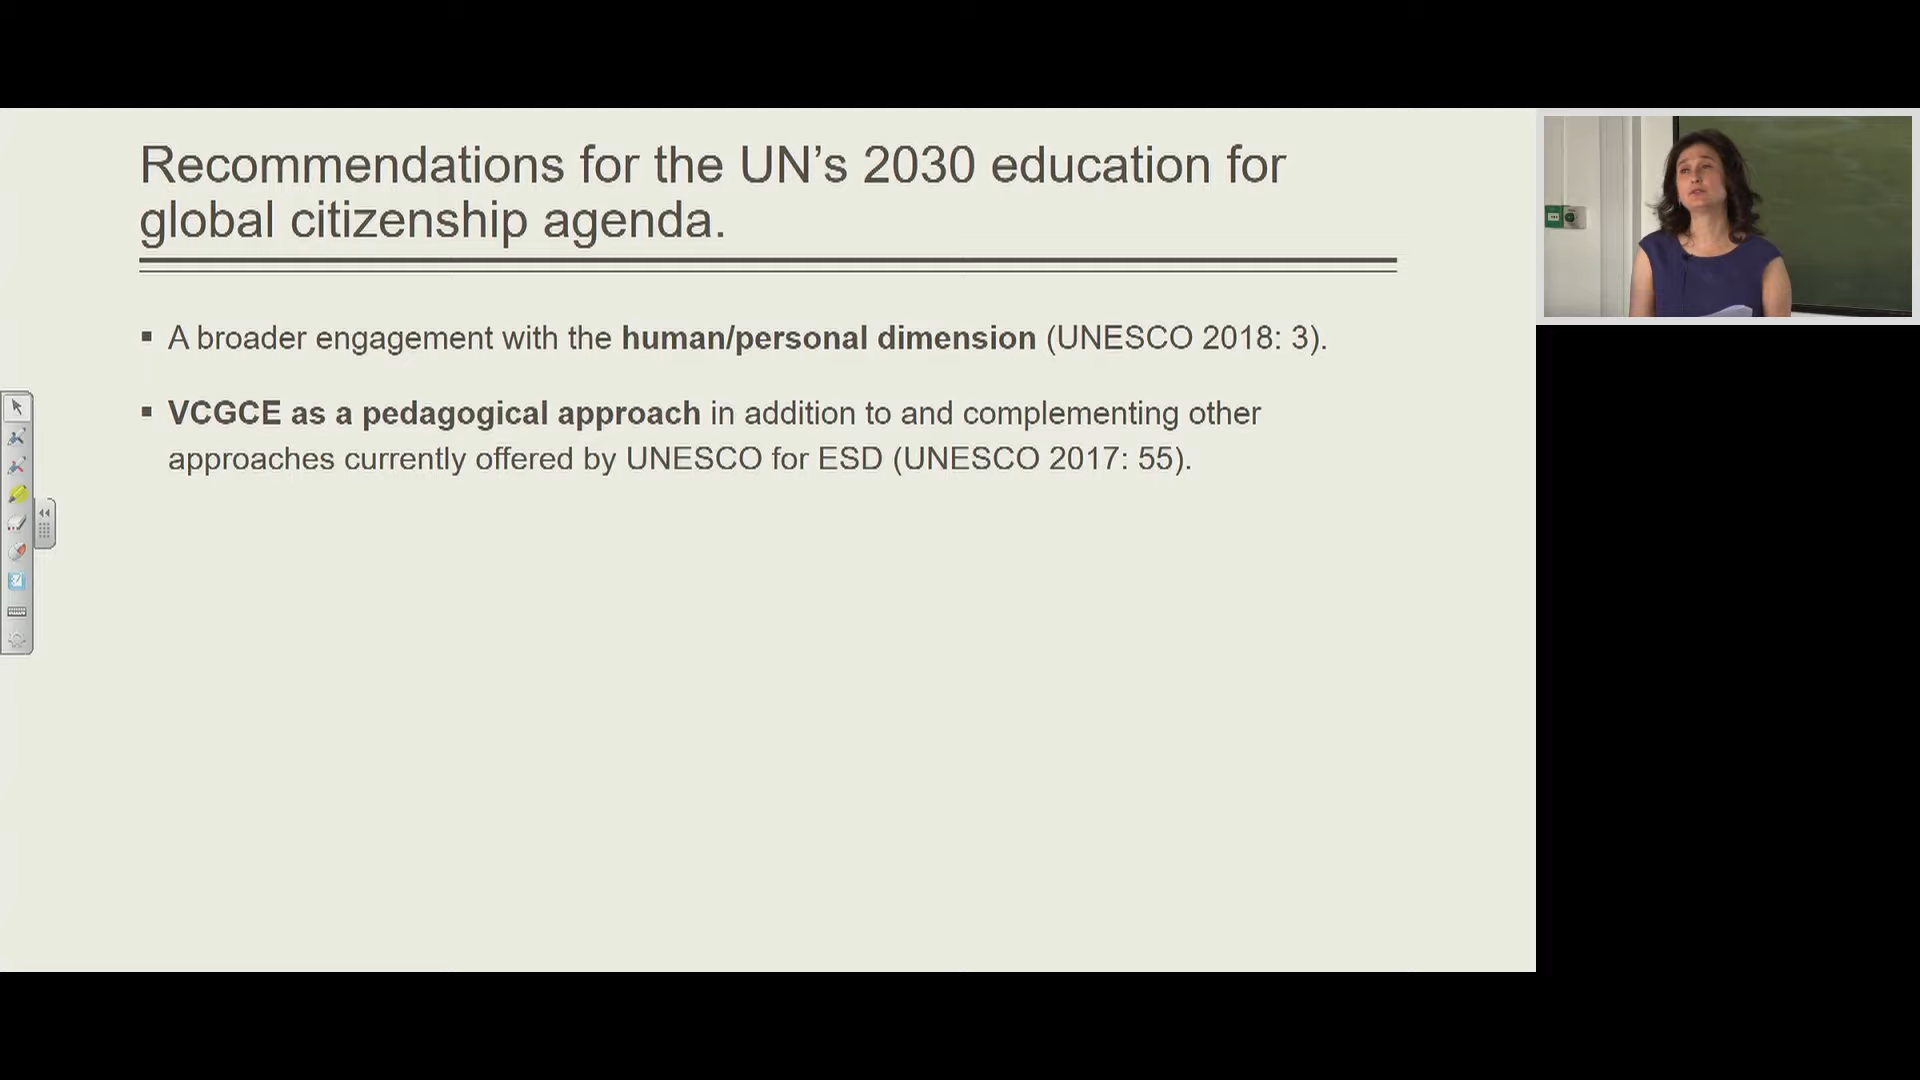 Recommendations for the UN’s 2030 education for
global citizenship agenda.
▪ A broader engagement with the human/personal dimension (UNESCO 2018: 3).
▪ VCGCE as a pedagogical approach in addition to and complementing other
approaches currently offered by UNESCO for ESD (UNESCO 2017: 55).